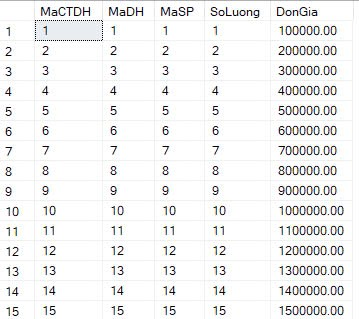 MaCTDH MaDH MaSP SoLuong DonGia
1 1 1 1 1 100000.00
2 2 2 2 2 200000.00
3 3 3 3 3 300000.00
4 4 4 4 4 400000.00
5 5 5 5 5 500000.00
6 6 6 6 6 600000.00
7 7 7 7 7 700000.00
8 8 8 8 8 800000.00
9 9 9 9 9 900000.00
10 10 10 10 10 1000000.00
11 11 11 11 11 1100000.00
12 12 12 12 12 1200000.00
13 13 13 13 13 1300000.00
14 14 14 14 14 1400000.00
15 15 15 15 15 1500000.00